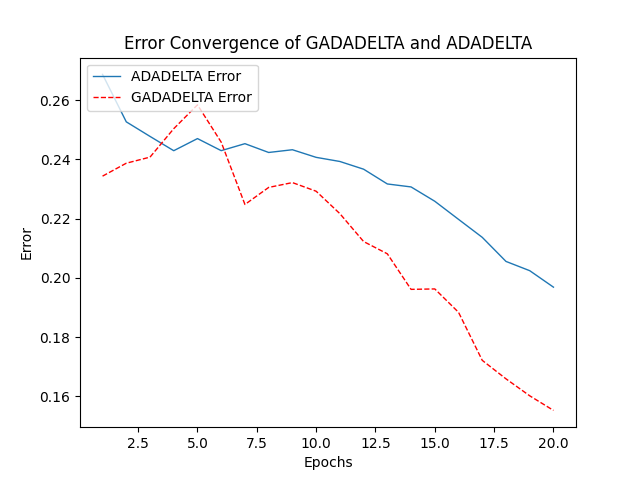 Error Convergence of GADADELTA and ADADELTA
ADADELTA Error
GADADELTA Error
0.26
0.24
0.22
0.20
0.18
0.16
Error
2.5 5.0 7.5 10.0 12.5 15.0 17.5 20.0
Epochs